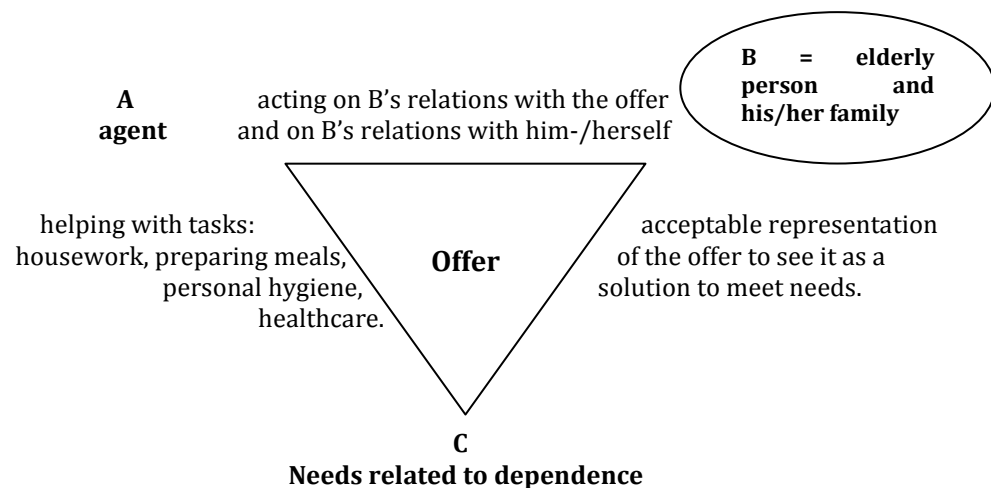 A
agent
acting on B’s relations with the offer
and on B’s relations with him-/herself
B = elderly
person and
his/her family
helping with tasks:
housework, preparing meals,
personal hygiene,
healthcare.
Offer
acceptable representation
of the offer to see it as a
solution to meet needs.
C
Needs related to dependence